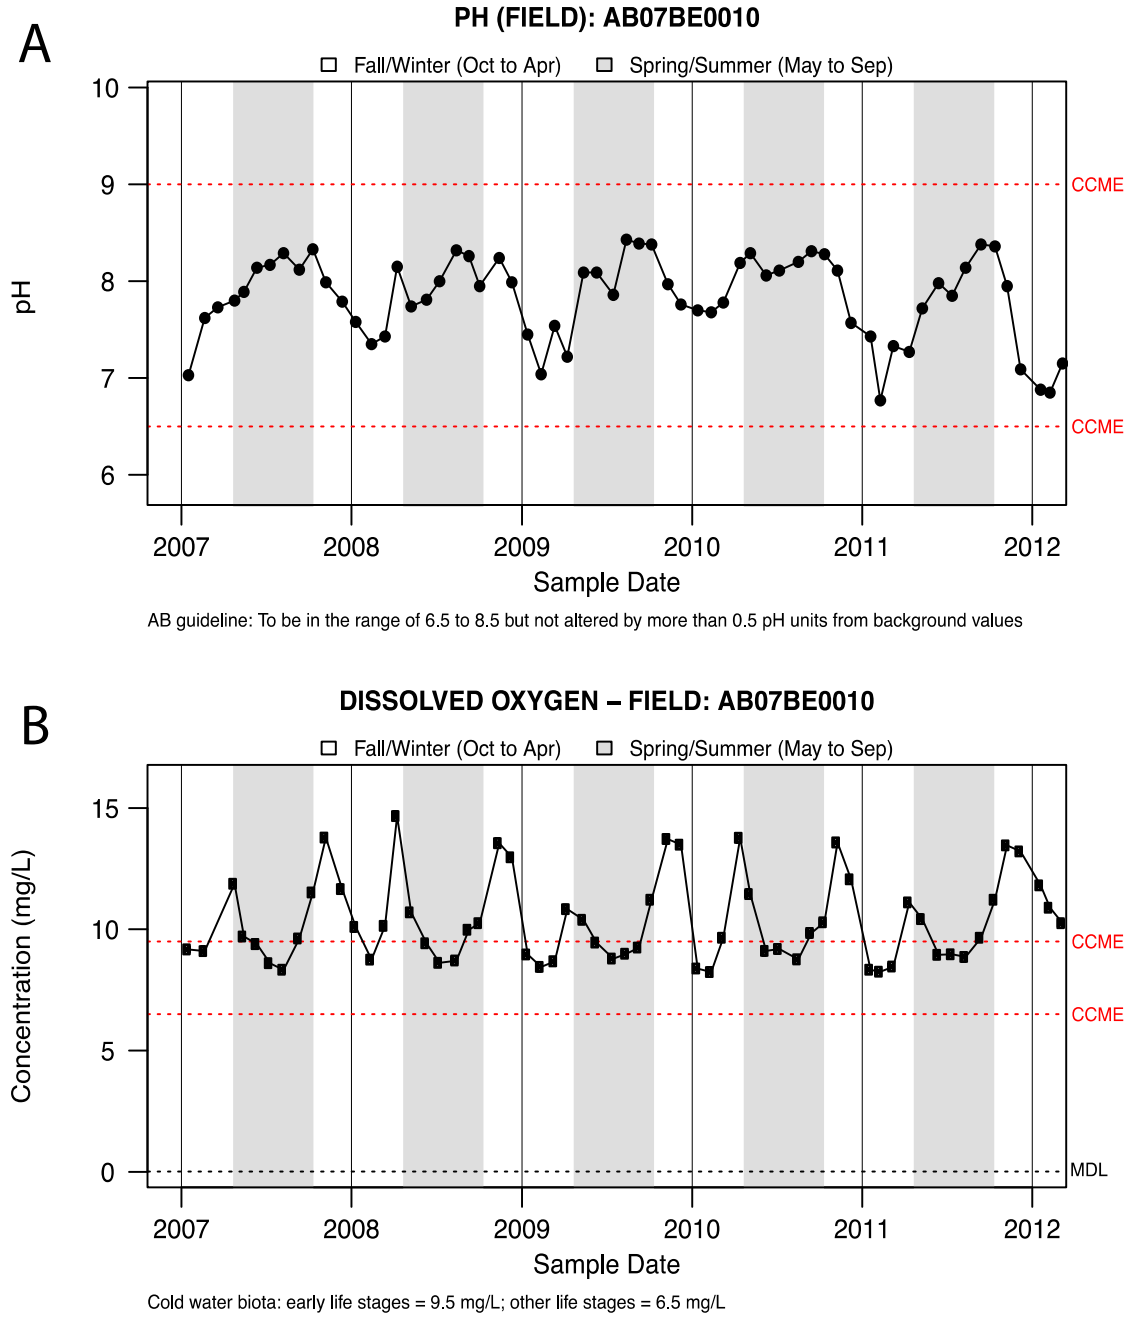 A
PH (FIELD): AB07BE0010
Fall/Winter (Oct to Apr) Spring/Summer (May to Sep)
10
9
8
7
6
pH
CCME
CCME
2007 2008 2009 2010 2011 2012
Sample Date
AB guideline: To be in the range of 6.5 to 8.5 but not altered by more than 0.5 pH units from background values
B
DISSOLVED OXYGEN – FIELD: AB07BE0010
Fall/Winter (Oct to Apr) Spring/Summer (May to Sep)
15
10
5
0
Concentration (mg/L)
CCME
CCME
MDL
2007 2008 2009 2010 2011 2012
Sample Date
Cold water biota: early life stages = 9.5 mg/L; other life stages = 6.5 mg/L